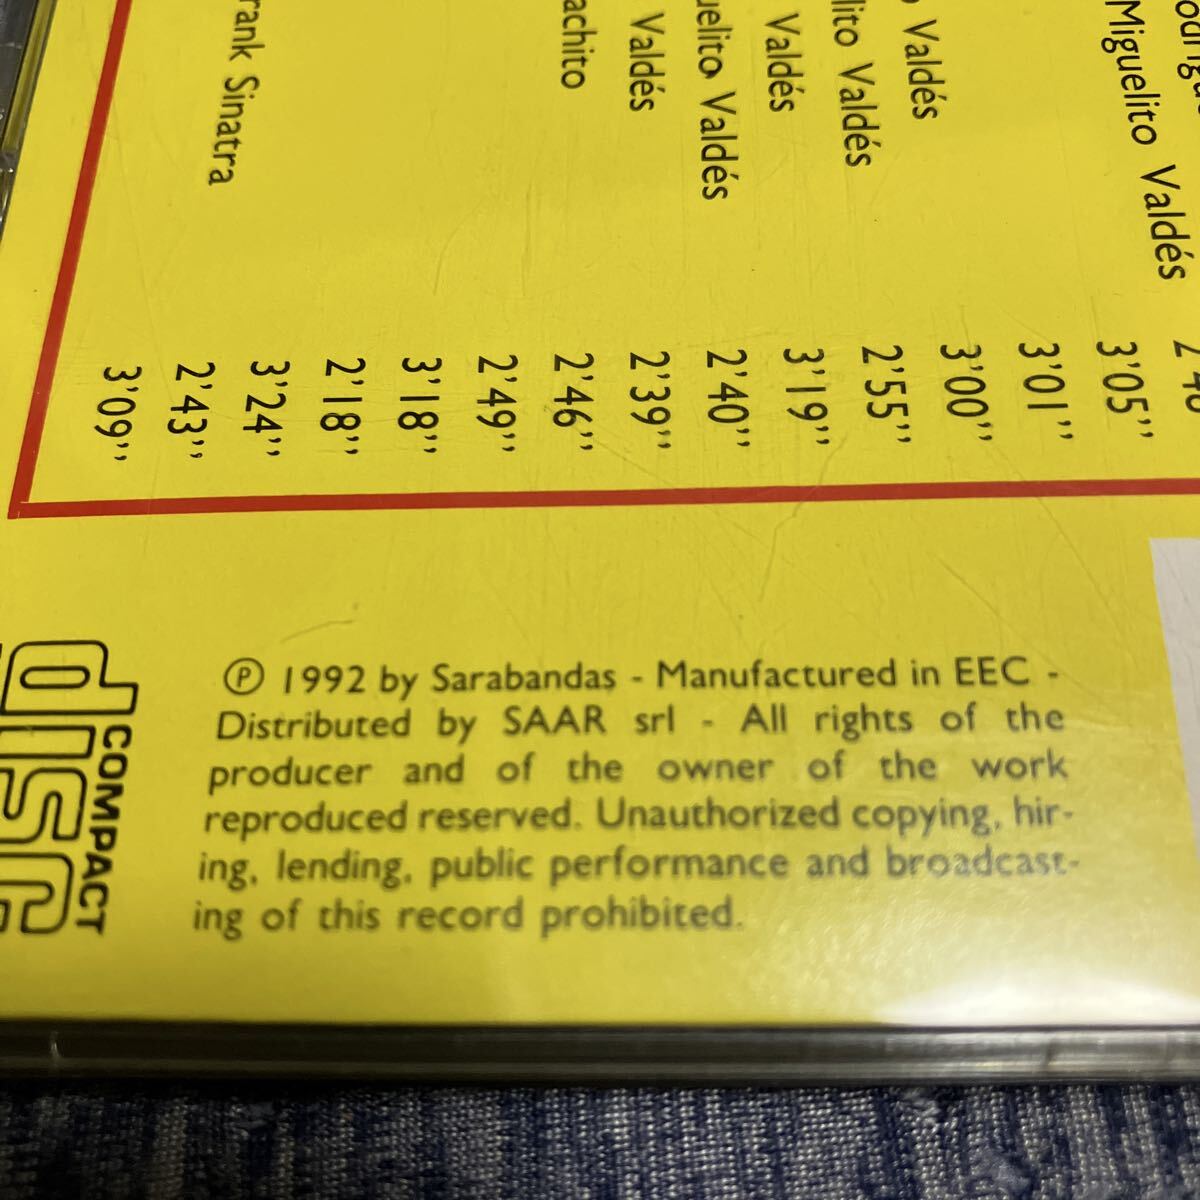 Miguelito Valdés
Valdés
Valdés
Valdés
Valdés
Valdés
Sinatra
3'05''
3'01''
3'00''
2'55''
3'19''
2'40''
2'39''
2'46''
2'49''
3'18''
2'18''
3'24''
2'43''
3'09''
COMPACT
disc
Ⓟ 1992 by Sarabandas - Manufactured in EEC -
Distributed by SAAR srl - All rights of the
producer and of the owner of the work
reproduced reserved. Unauthorized copying, hir-
ing, lending, public performance and broadcast-
ing of this record prohibited.